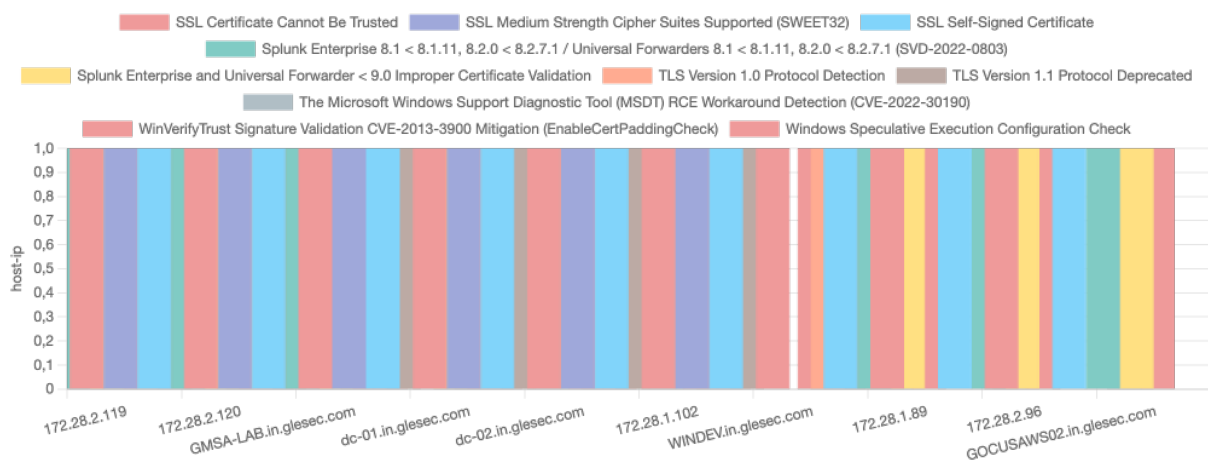 SSL Certificate Cannot Be Trusted SSL Medium Strength Cipher Suites Supported (SWEET32) SSL Self-Signed Certificate
Splunk Enterprise 8.1 < 8.1.11, 8.2.0 < 8.2.7.1 / Universal Forwarders 8.1 < 8.1.11, 8.2.0 < 8.2.7.1 (SVD-2022-0803)
Splunk Enterprise and Universal Forwarder < 9.0 Improper Certificate Validation TLS Version 1.0 Protocol Detection TLS Version 1.1 Protocol Deprecated
The Microsoft Windows Support Diagnostic Tool (MSDT) RCE Workaround Detection (CVE-2022-30190)
WinVerifyTrust Signature Validation CVE-2013-3900 Mitigation (EnableCertPaddingCheck) Windows Speculative Execution Configuration Check
1,0
0,9
0,8
0,7
0,6
0,5
0,4
0,3
0,2
0,1
0
host-ip
172.28.2.119
172.28.2.120
GMSA-LAB.in.glesec.com
dc-01.in.glesec.com
dc-02.in.glesec.com
172.28.1.102
WINDEV.in.glesec.com
172.28.1.89
172.28.2.96
GOCUSAWS02.in.glesec.com